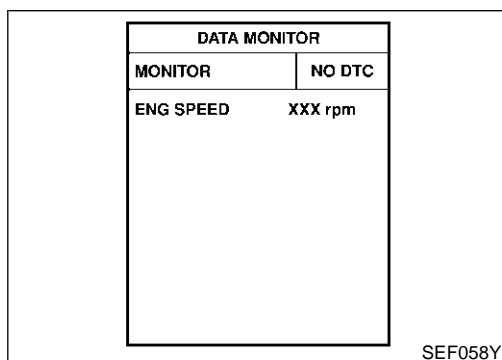 DATA MONITOR
MONITOR NO DTC
ENG SPEED XXX rpm
SEF058Y